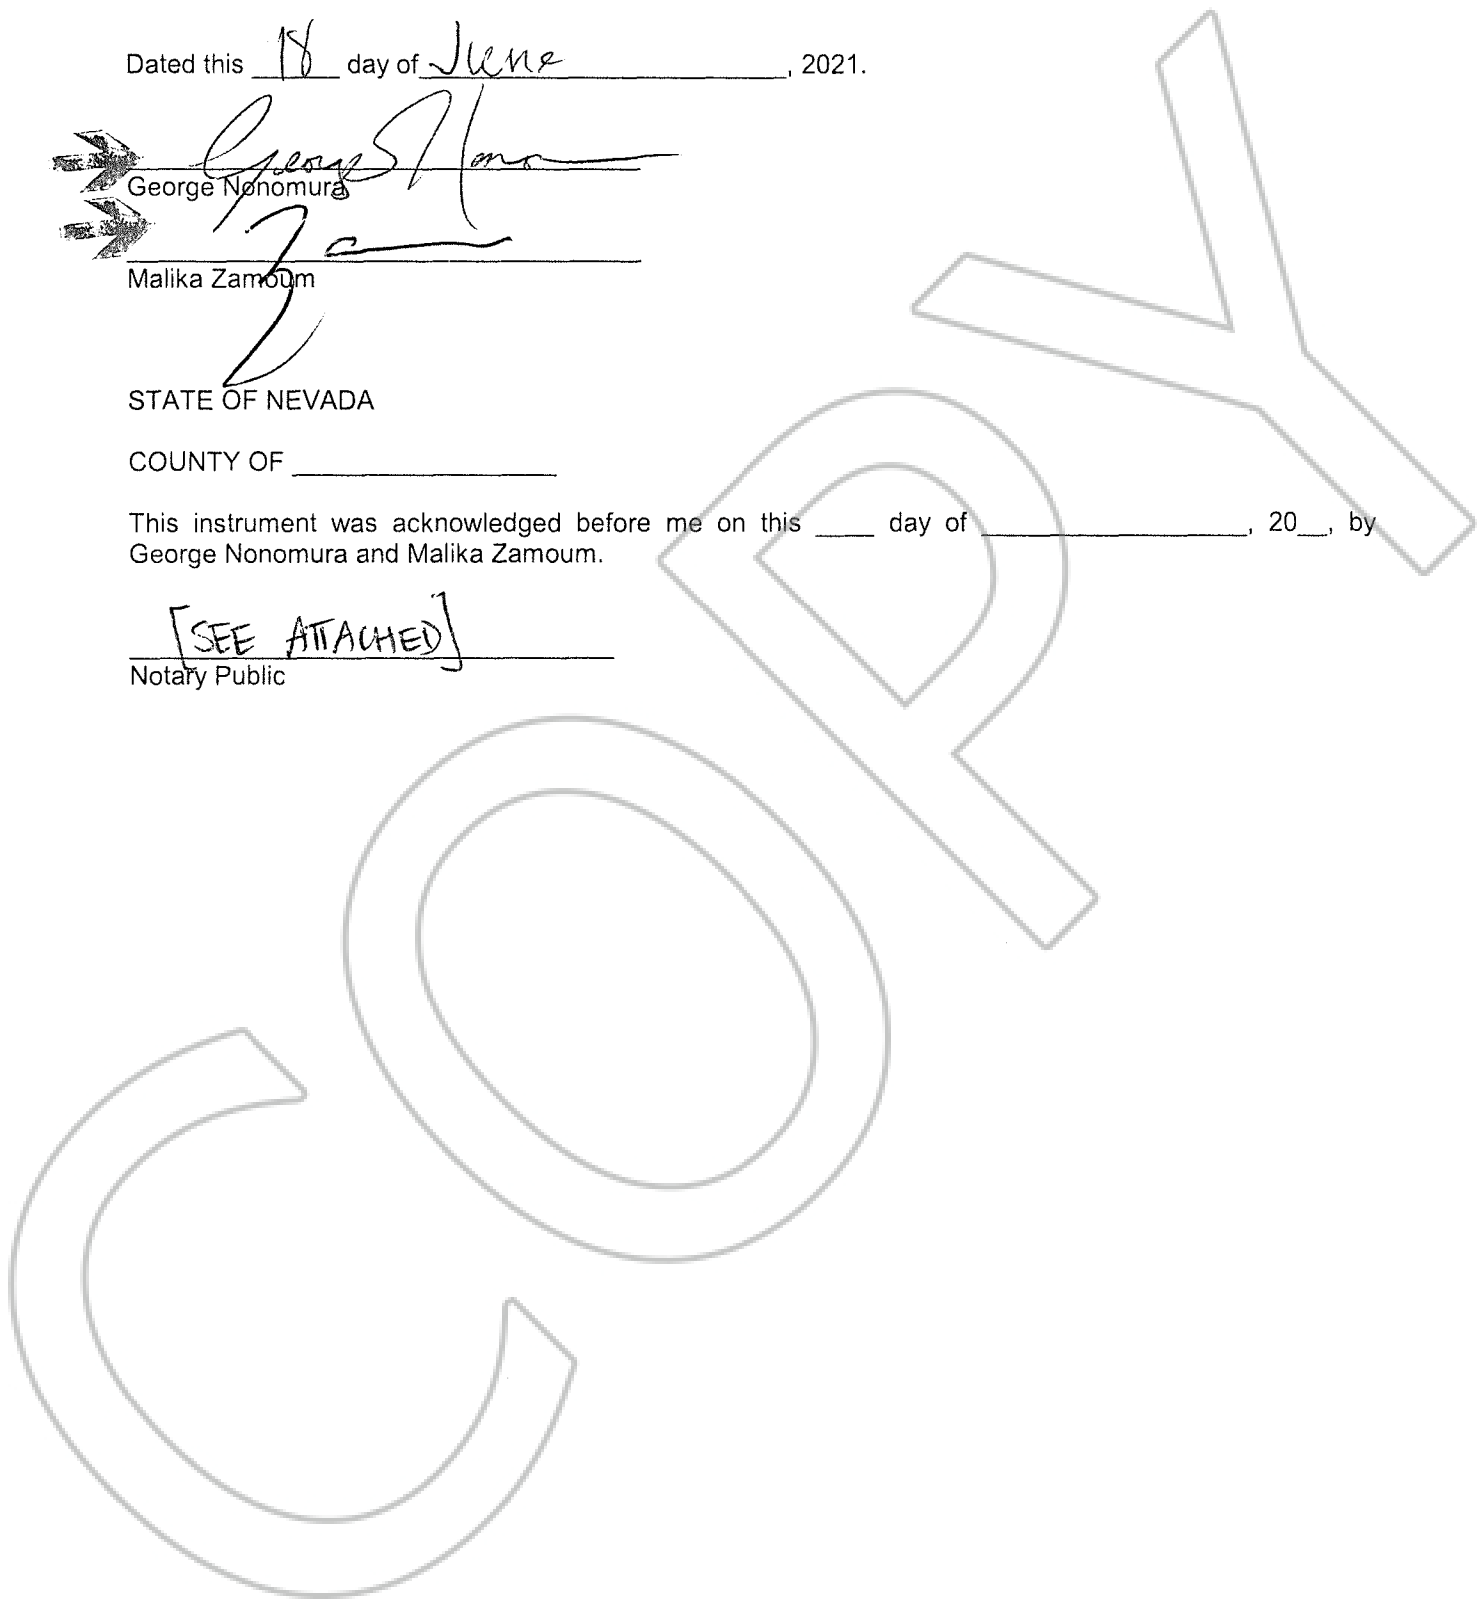 Dated this 18 day of June, 2021.
George Nonomura
Malika Zamoum
STATE OF NEVADA
COUNTY OF
This instrument was acknowledged before me on this ____ day of ____________________, 20__, by
George Nonomura and Malika Zamoum.
[SEE ATTACHED]
Notary Public
COPY